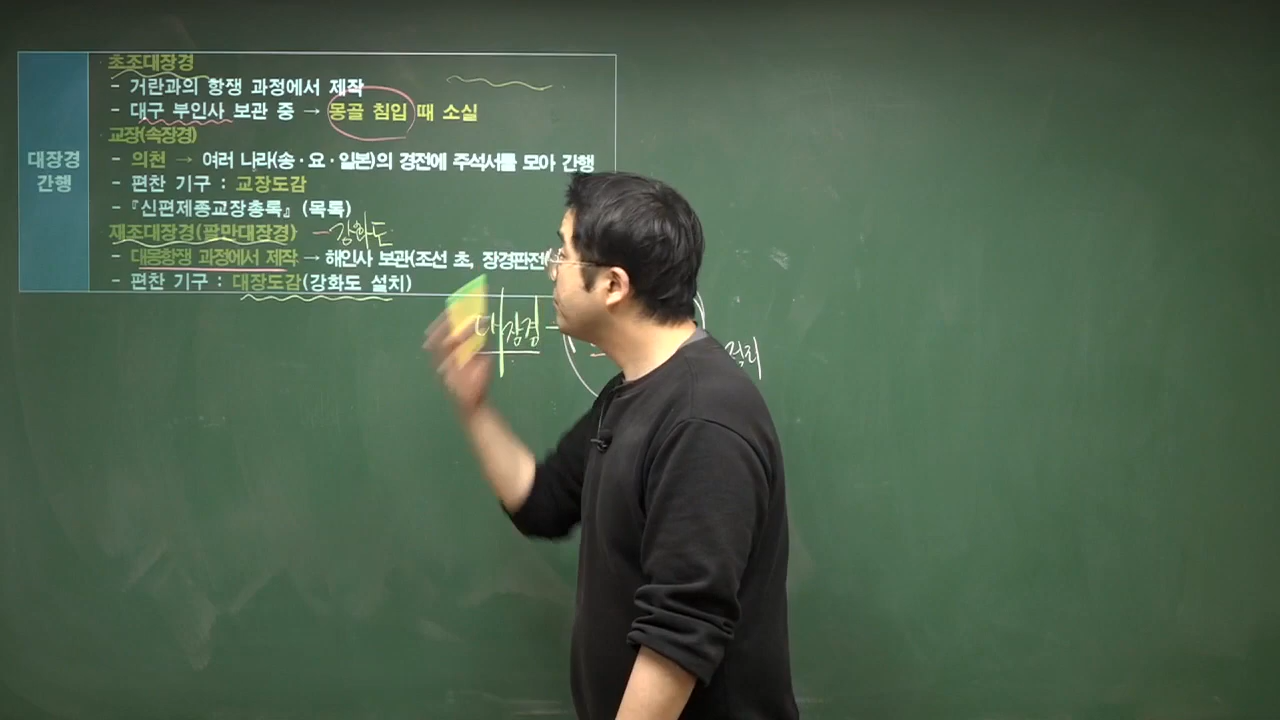 대장경
간행
초조대장경
- 거란과의 항쟁 과정에서 제작
- 대구 부인사 보관 중 → 몽골 침입 때 소실
교장(속장경)
- 의천 → 여러 나라(송·요·일본)의 경전에 주석서를 모아 간행
- 편찬 기구 : 교장도감
- 『신편제종교장총록』(목록)
재조대장경(팔만대장경) - 강화도
- 대몽항쟁 과정에서 제작 → 해인사 보관(조선 초, 장경판전
- 편찬 기구 : 대장도감(강화도 설치)
대장경 -